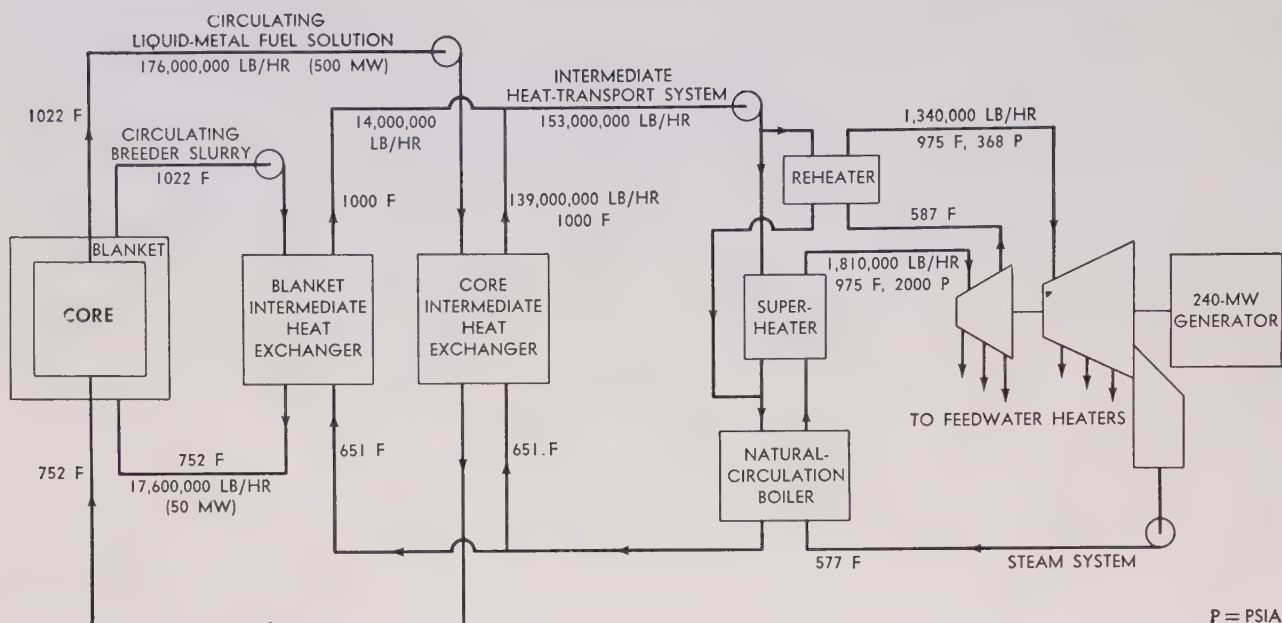 CIRCULATING
LIQUID-METAL FUEL SOLUTION
176,000,000 LB/HR (500 MW)
1022 F
CIRCULATING
BREEDER SLURRY
1022 F
INTERMEDIATE
HEAT-TRANSPORT SYSTEM
14,000,000
LB/HR
153,000,000 LB/HR
1000 F
139,000,000 LB/HR
1000 F
1,340,000 LB/HR
975 F, 368 P
REHEATER
587 F
BLANKET
CORE
BLANKET
INTERMEDIATE
HEAT
EXCHANGER
CORE
INTERMEDIATE
HEAT
EXCHANGER
1,810,000 LB/HR
975 F, 2000 P
SUPER-
HEATER
240-MW
GENERATOR
TO FEEDWATER HEATERS
752 F
752 F
17,600,000 LB/HR
(50 MW)
651 F
651.F
NATURAL-
CIRCULATION
BOILER
577 F
STEAM SYSTEM
P = PSIA